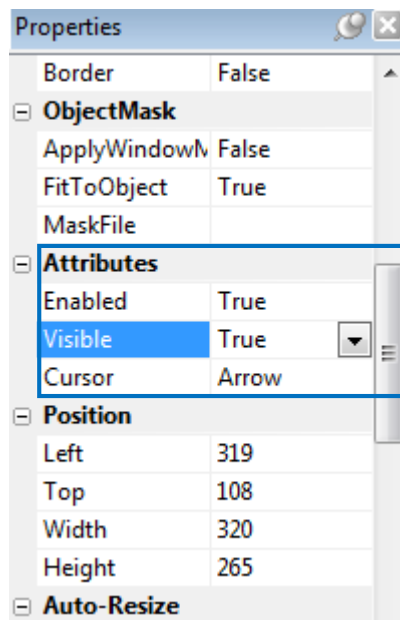 Properties
Border False
ObjectMask
ApplyWindowM False
FitToObject True
MaskFile
Attributes
Enabled True
Visible True
Cursor Arrow
Position
Left 319
Top 108
Width 320
Height 265
Auto-Resize